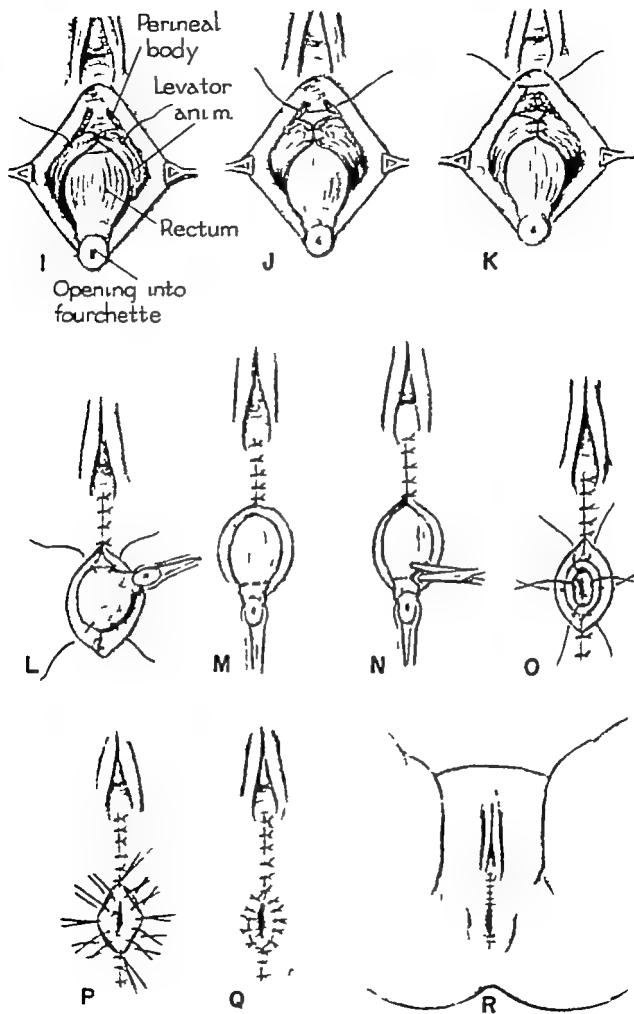 Perineal
body
Levator
ani m.
Rectum
I
J
K
Opening into
fourchette
L
M
N
O
P
Q
R